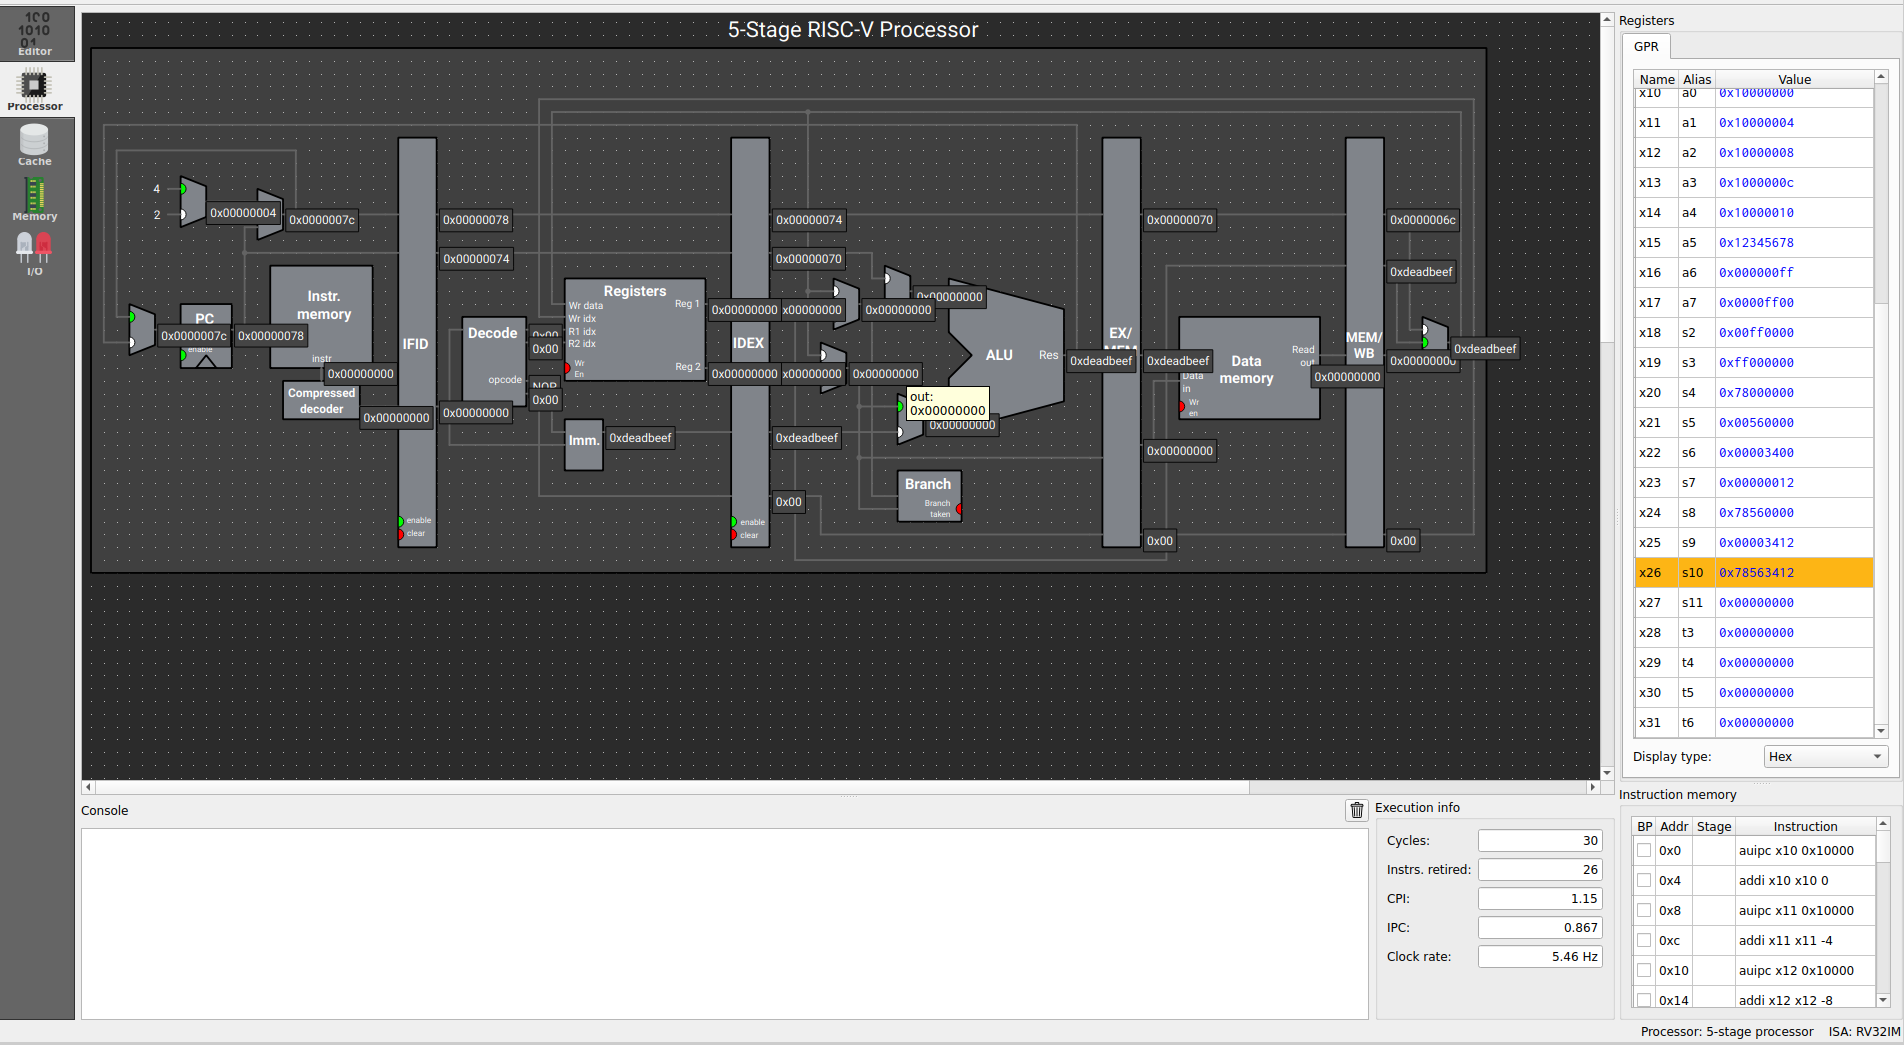 5-Stage RISC-V Processor
Editor
Processor
Cache
Memory
I/O
4
2
0x00000004
0x0000007c
0x00000078
0x00000074
0x00000074
0x00000070
0x00000070
0x0000006c
0xdeadbeef
Instr.
memory
instr
PC
enable
0x0000007c
0x00000078
0x00000000
Compressed
decoder
0x00000000
IFID
enable
clear
Decode
opcode
0x00
0x00
NOP
0x00
0x00000000
Registers
Wr data
Wr idx
R1 idx
R2 idx
Wr
En
Reg 1
Reg 2
0x00000000
0x00000000
Imm.
0xdeadbeef
IDEX
enable
clear
x00000000
0x00000000
x00000000
0x00000000
0x00000000
0xdeadbeef
0x00
out:
0x00000000
0x00000000
ALU
Res
0xdeadbeef
Branch
Branch
taken
EX/
MEM
0xdeadbeef
0x00000000
0x00
Data
memory
Data
in
Wr
en
Read
out
0x00000000
MEM/
WB
0x00000000
0xdeadbeef
0x00
Console
Execution info
Cycles: 30
Instrs. retired: 26
CPI: 1.15
IPC: 0.867
Clock rate: 5.46 Hz
Registers
GPR
Name Alias Value
x10 a0 0x10000000
x11 a1 0x10000004
x12 a2 0x10000008
x13 a3 0x1000000c
x14 a4 0x10000010
x15 a5 0x12345678
x16 a6 0x000000ff
x17 a7 0x0000ff00
x18 s2 0x00ff0000
x19 s3 0xff000000
x20 s4 0x78000000
x21 s5 0x00560000
x22 s6 0x00003400
x23 s7 0x00000012
x24 s8 0x78560000
x25 s9 0x00003412
x26 s10 0x78563412
x27 s11 0x00000000
x28 t3 0x00000000
x29 t4 0x00000000
x30 t5 0x00000000
x31 t6 0x00000000
Display type: Hex
Instruction memory
BP Addr Stage Instruction
0x0 auipc x10 0x10000
0x4 addi x10 x10 0
0x8 auipc x11 0x10000
0xc addi x11 x11 -4
0x10 auipc x12 0x10000
0x14 addi x12 x12 -8
Processor: 5-stage processor ISA: RV32IM